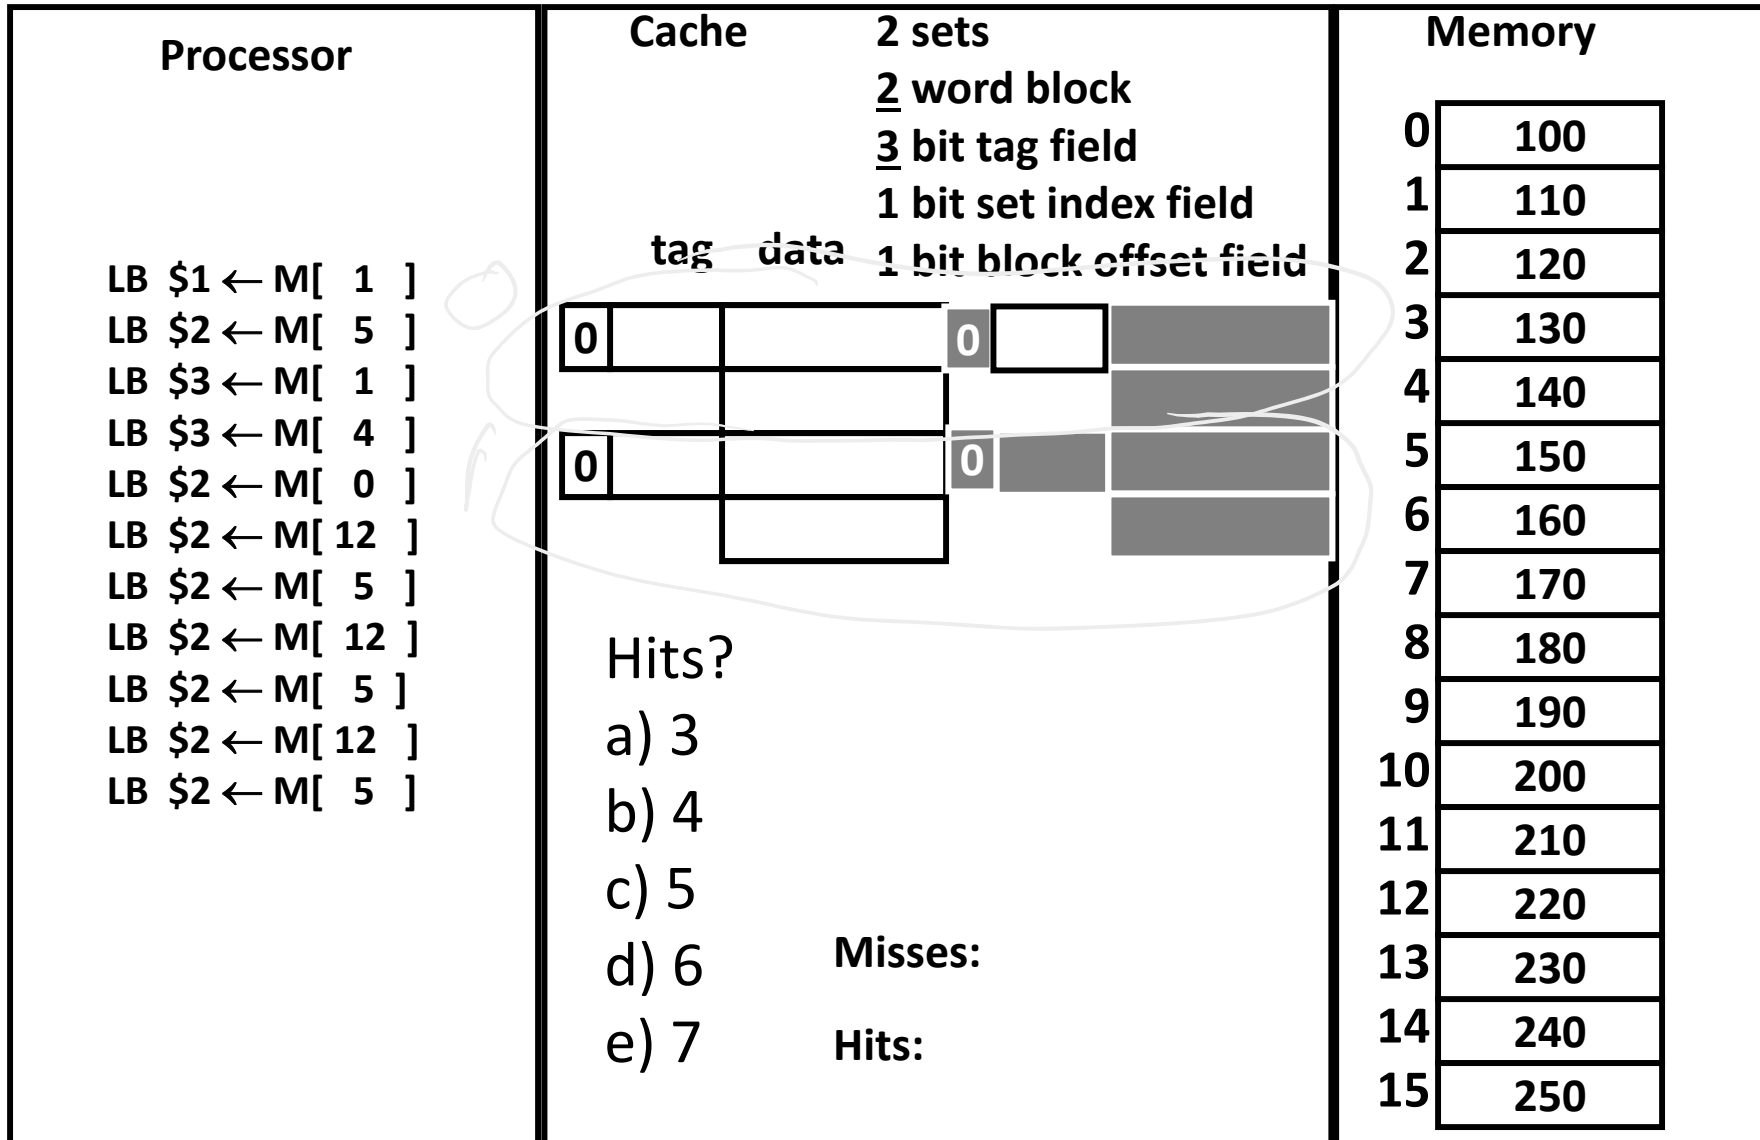 Processor
LB $1 ← M[ 1 ]
LB $2 ← M[ 5 ]
LB $3 ← M[ 1 ]
LB $3 ← M[ 4 ]
LB $2 ← M[ 0 ]
LB $2 ← M[ 12 ]
LB $2 ← M[ 5 ]
LB $2 ← M[ 12 ]
LB $2 ← M[ 5 ]
LB $2 ← M[ 12 ]
LB $2 ← M[ 5 ]
Cache
2 sets
2 word block
3 bit tag field
1 bit set index field
1 bit block offset field
tag data
0 0
0 0
Hits?
a) 3
b) 4
c) 5
d) 6
e) 7
Misses:
Hits:
Memory
0 100
1 110
2 120
3 130
4 140
5 150
6 160
7 170
8 180
9 190
10 200
11 210
12 220
13 230
14 240
15 250